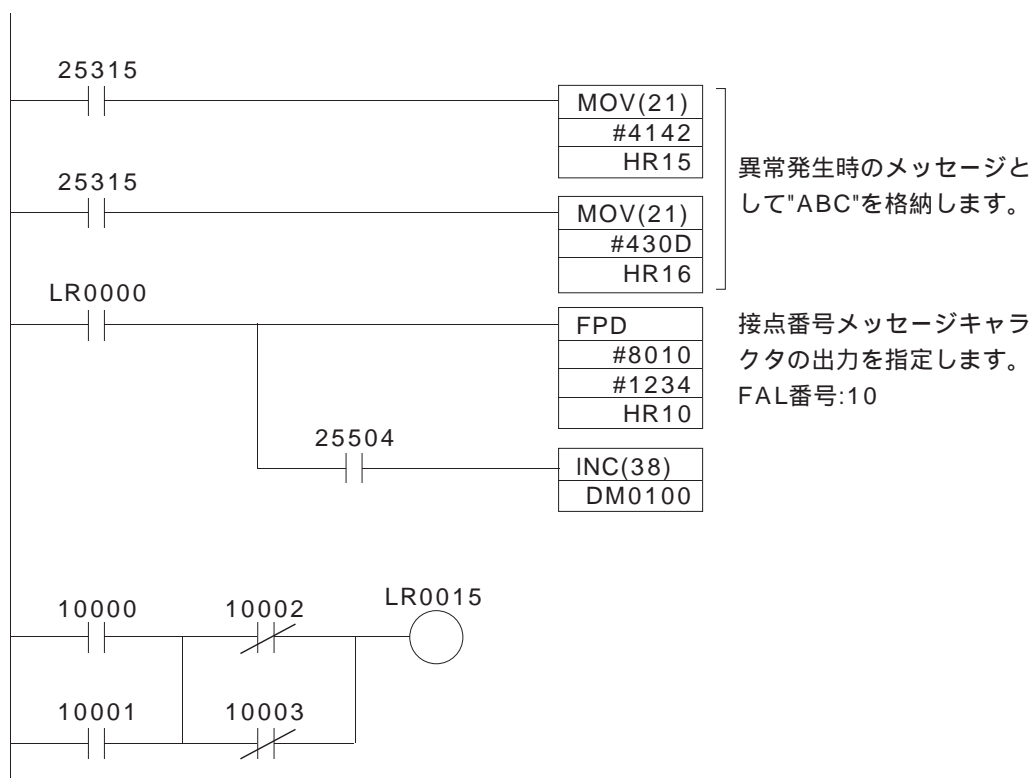 25315
MOV(21)
#4142
HR15
25315
MOV(21)
#430D
HR16
異常発生時のメッセージと
して"ABC"を格納します。
LR0000
FPD
#8010
#1234
HR10
接点番号メッセージキャラ
クタの出力を指定します。
FAL番号:10
25504
INC(38)
DM0100
10000
10002
LR0015
10001
10003